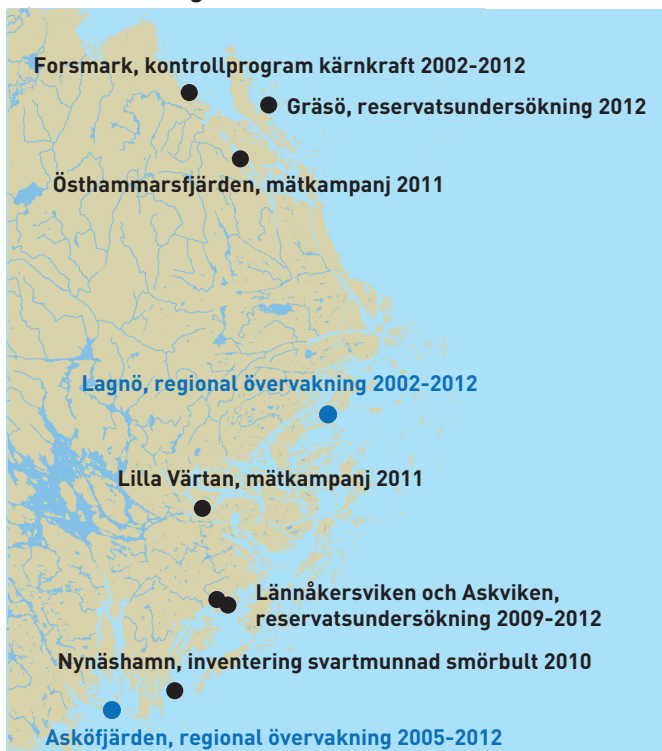 Forsmark, kontrollprogram kärnkraft 2002-2012
Gräsö, reservatsundersökning 2012
Östhammarsfjärden, mätkampanj 2011
Lagnö, regional övervakning 2002-2012
Lilla Värtan, mätkampanj 2011
Lännåkersviken och Askviken,
reservatsundersökning 2009-2012
Nynäshamn, inventering svartmunnad smörbult 2010
Asköfjärden, regional övervakning 2005-2012